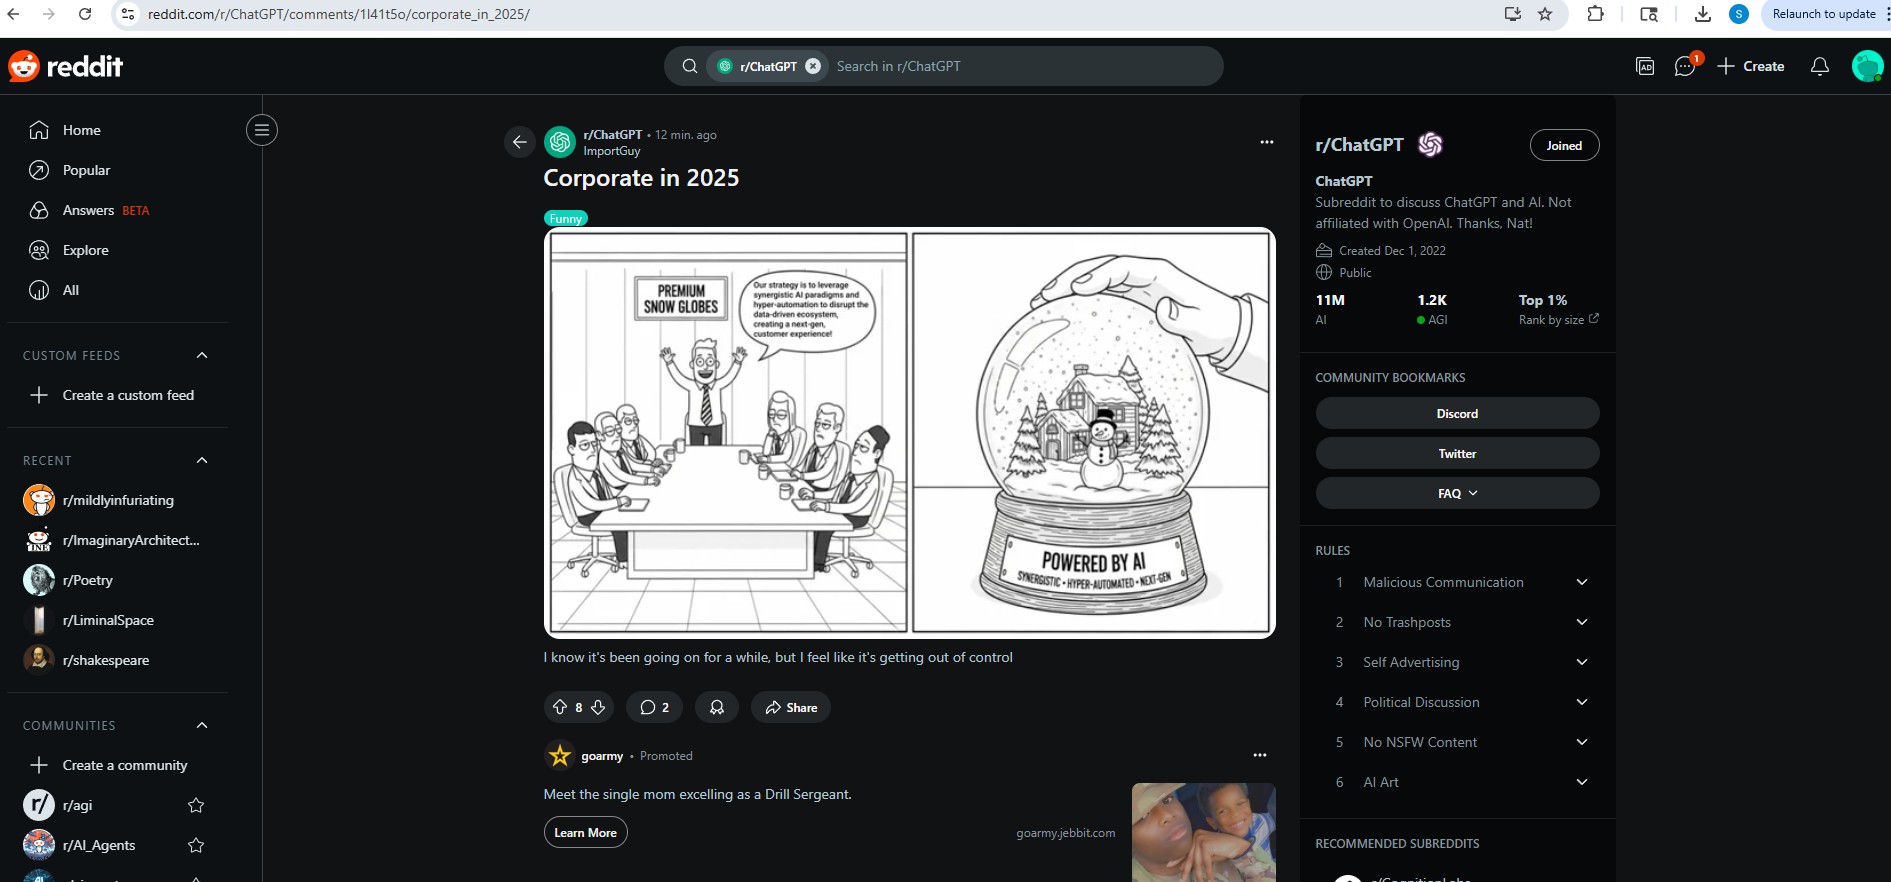 reddit.com/r/ChatGPT/comments/1l41t5o/corporate_in_2025/
S
Relaunch to update
reddit
r/ChatGPT
Search in r/ChatGPT
AD
1
Create
Home
Popular
Answers BETA
Explore
All
CUSTOM FEEDS
Create a custom feed
RECENT
r/mildlyinfuriating
r/ImaginaryArchitect...
INE
r/Poetry
r/LiminalSpace
r/shakespeare
COMMUNITIES
Create a community
r/
r/agi
r/AI_Agents
r/ChatGPT • 12 min. ago
ImportGuy
Corporate in 2025
Funny
PREMIUM
SNOW GLOBES
Our strategy is to leverage
synergistic AI paradigms and
hyper-automation to disrupt the
data-driven ecosystem,
creating a next-gen,
customer experience!
POWERED BY AI
SYNERGISTIC • HYPER-AUTOMATED • NEXT-GEN
I know it's been going on for a while, but I feel like it's getting out of control
8
2
Share
goarmy • Promoted
Meet the single mom excelling as a Drill Sergeant.
Learn More
goarmy.jebbit.com
r/ChatGPT
Joined
ChatGPT
Subreddit to discuss ChatGPT and AI. Not
affiliated with OpenAI. Thanks, Nat!
Created Dec 1, 2022
Public
11M 1.2K Top 1%
AI AGI Rank by size
COMMUNITY BOOKMARKS
Discord
Twitter
FAQ
RULES
1 Malicious Communication
2 No Trashposts
3 Self Advertising
4 Political Discussion
5 No NSFW Content
6 AI Art
RECOMMENDED SUBREDDITS